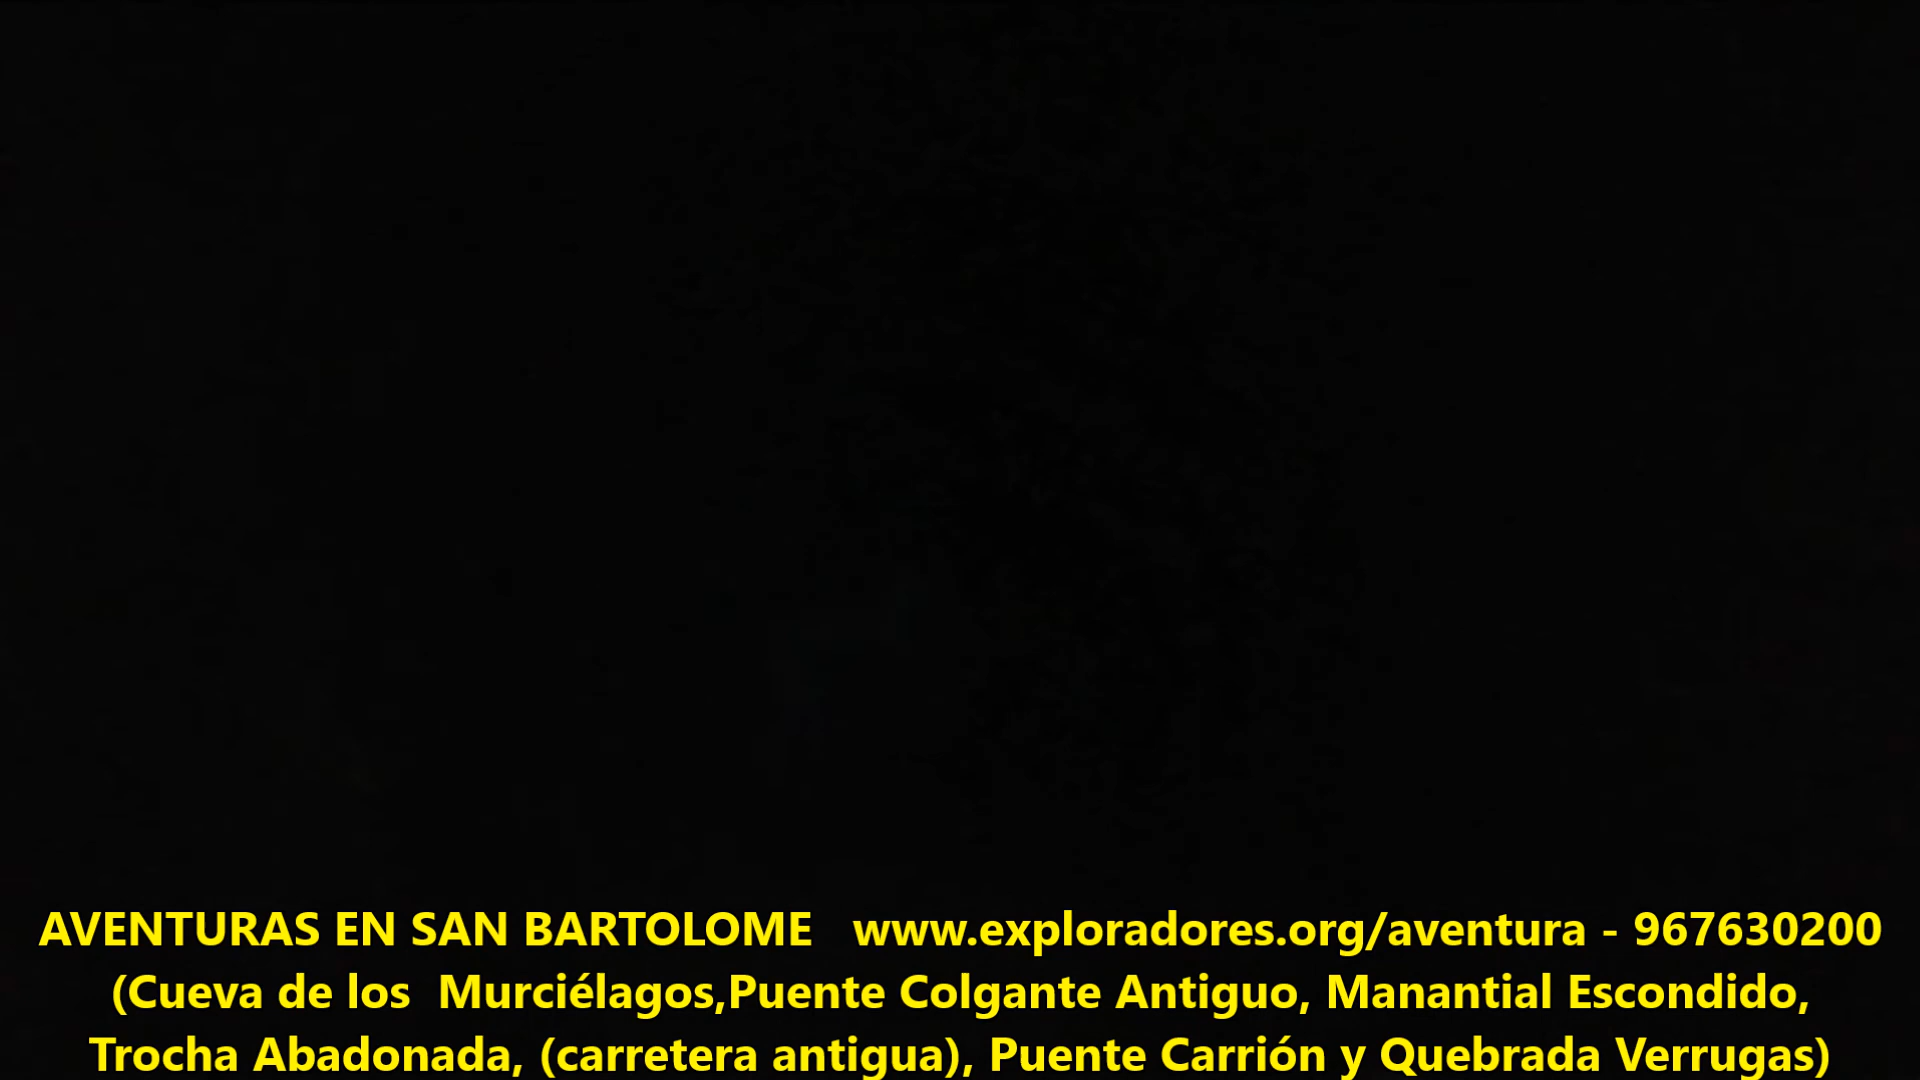 AVENTURAS EN SAN BARTOLOME   www.exploradores.org/aventura - 967630200
(Cueva de los  Murciélagos,Puente Colgante Antiguo, Manantial Escondido,
Trocha Abadonada, (carretera antigua), Puente Carrión y Quebrada Verrugas)